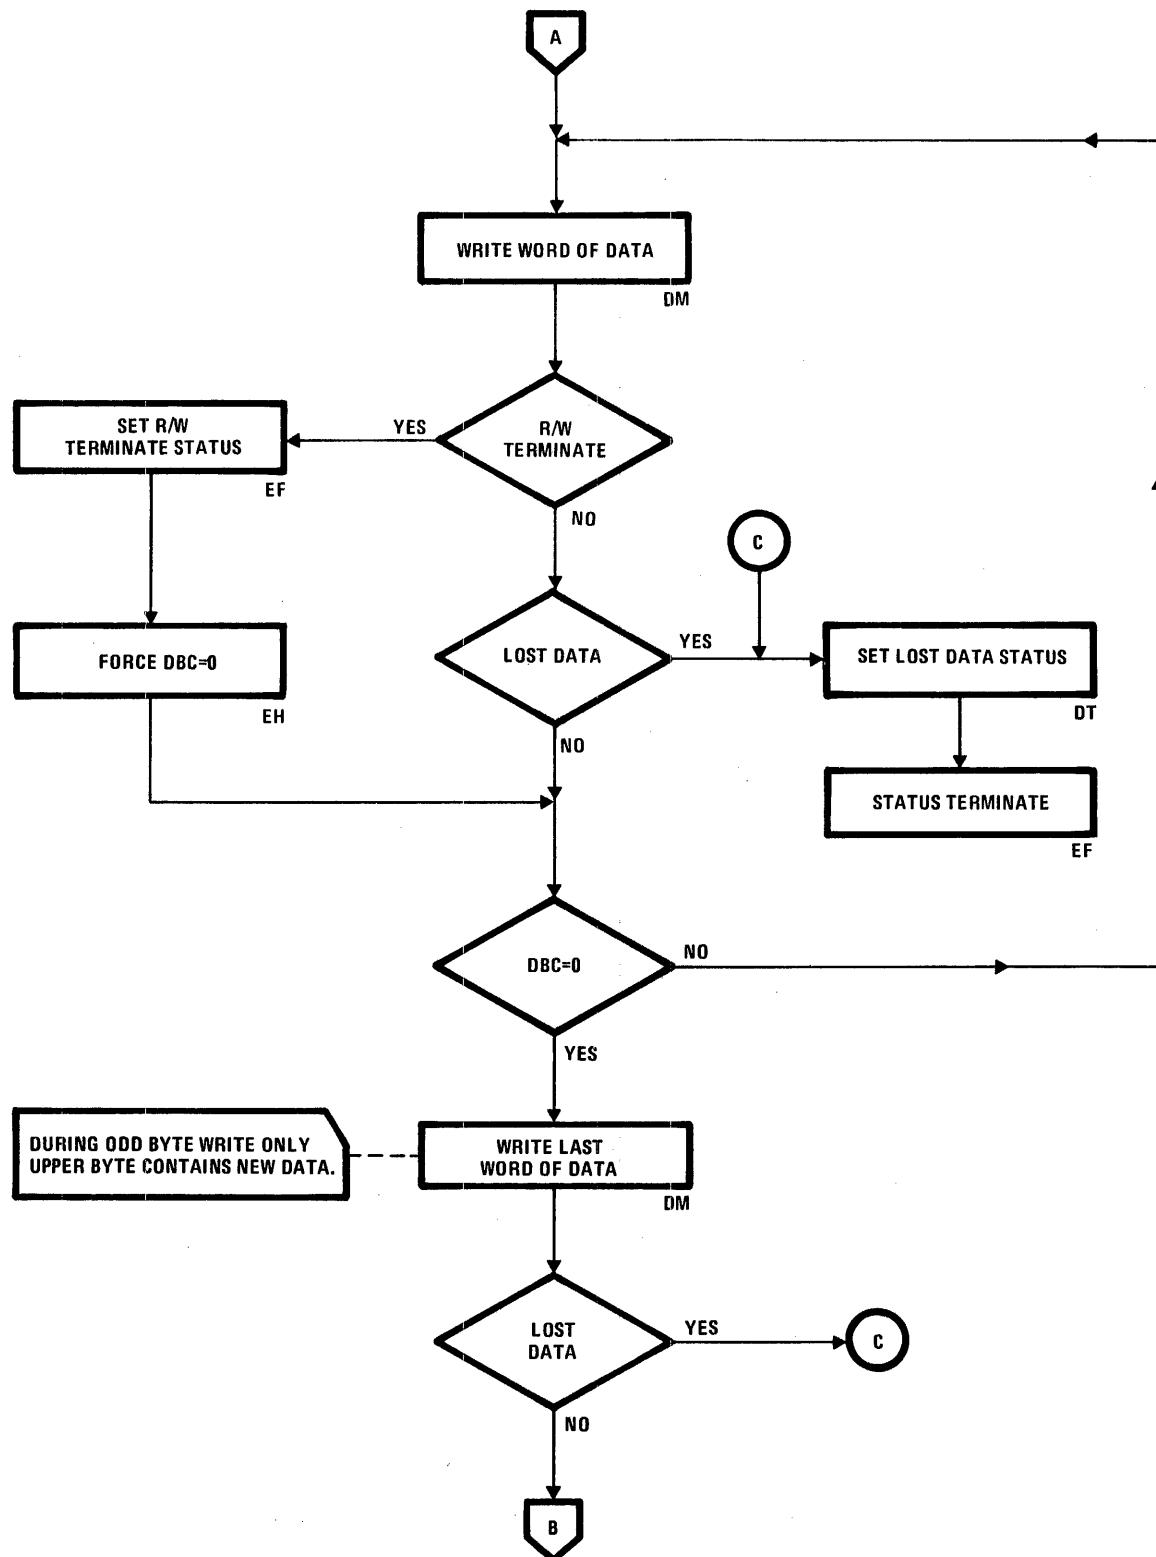 A
WRITE WORD OF DATA
DM
R/W
TERMINATE
YES
SET R/W
TERMINATE STATUS
EF
NO
C
FORCE DBC=0
EH
LOST DATA
YES
SET LOST DATA STATUS
DT
NO
STATUS TERMINATE
EF
DBC=0
NO
YES
DURING ODD BYTE WRITE ONLY
UPPER BYTE CONTAINS NEW DATA.
WRITE LAST
WORD OF DATA
DM
LOST
DATA
YES
C
NO
B